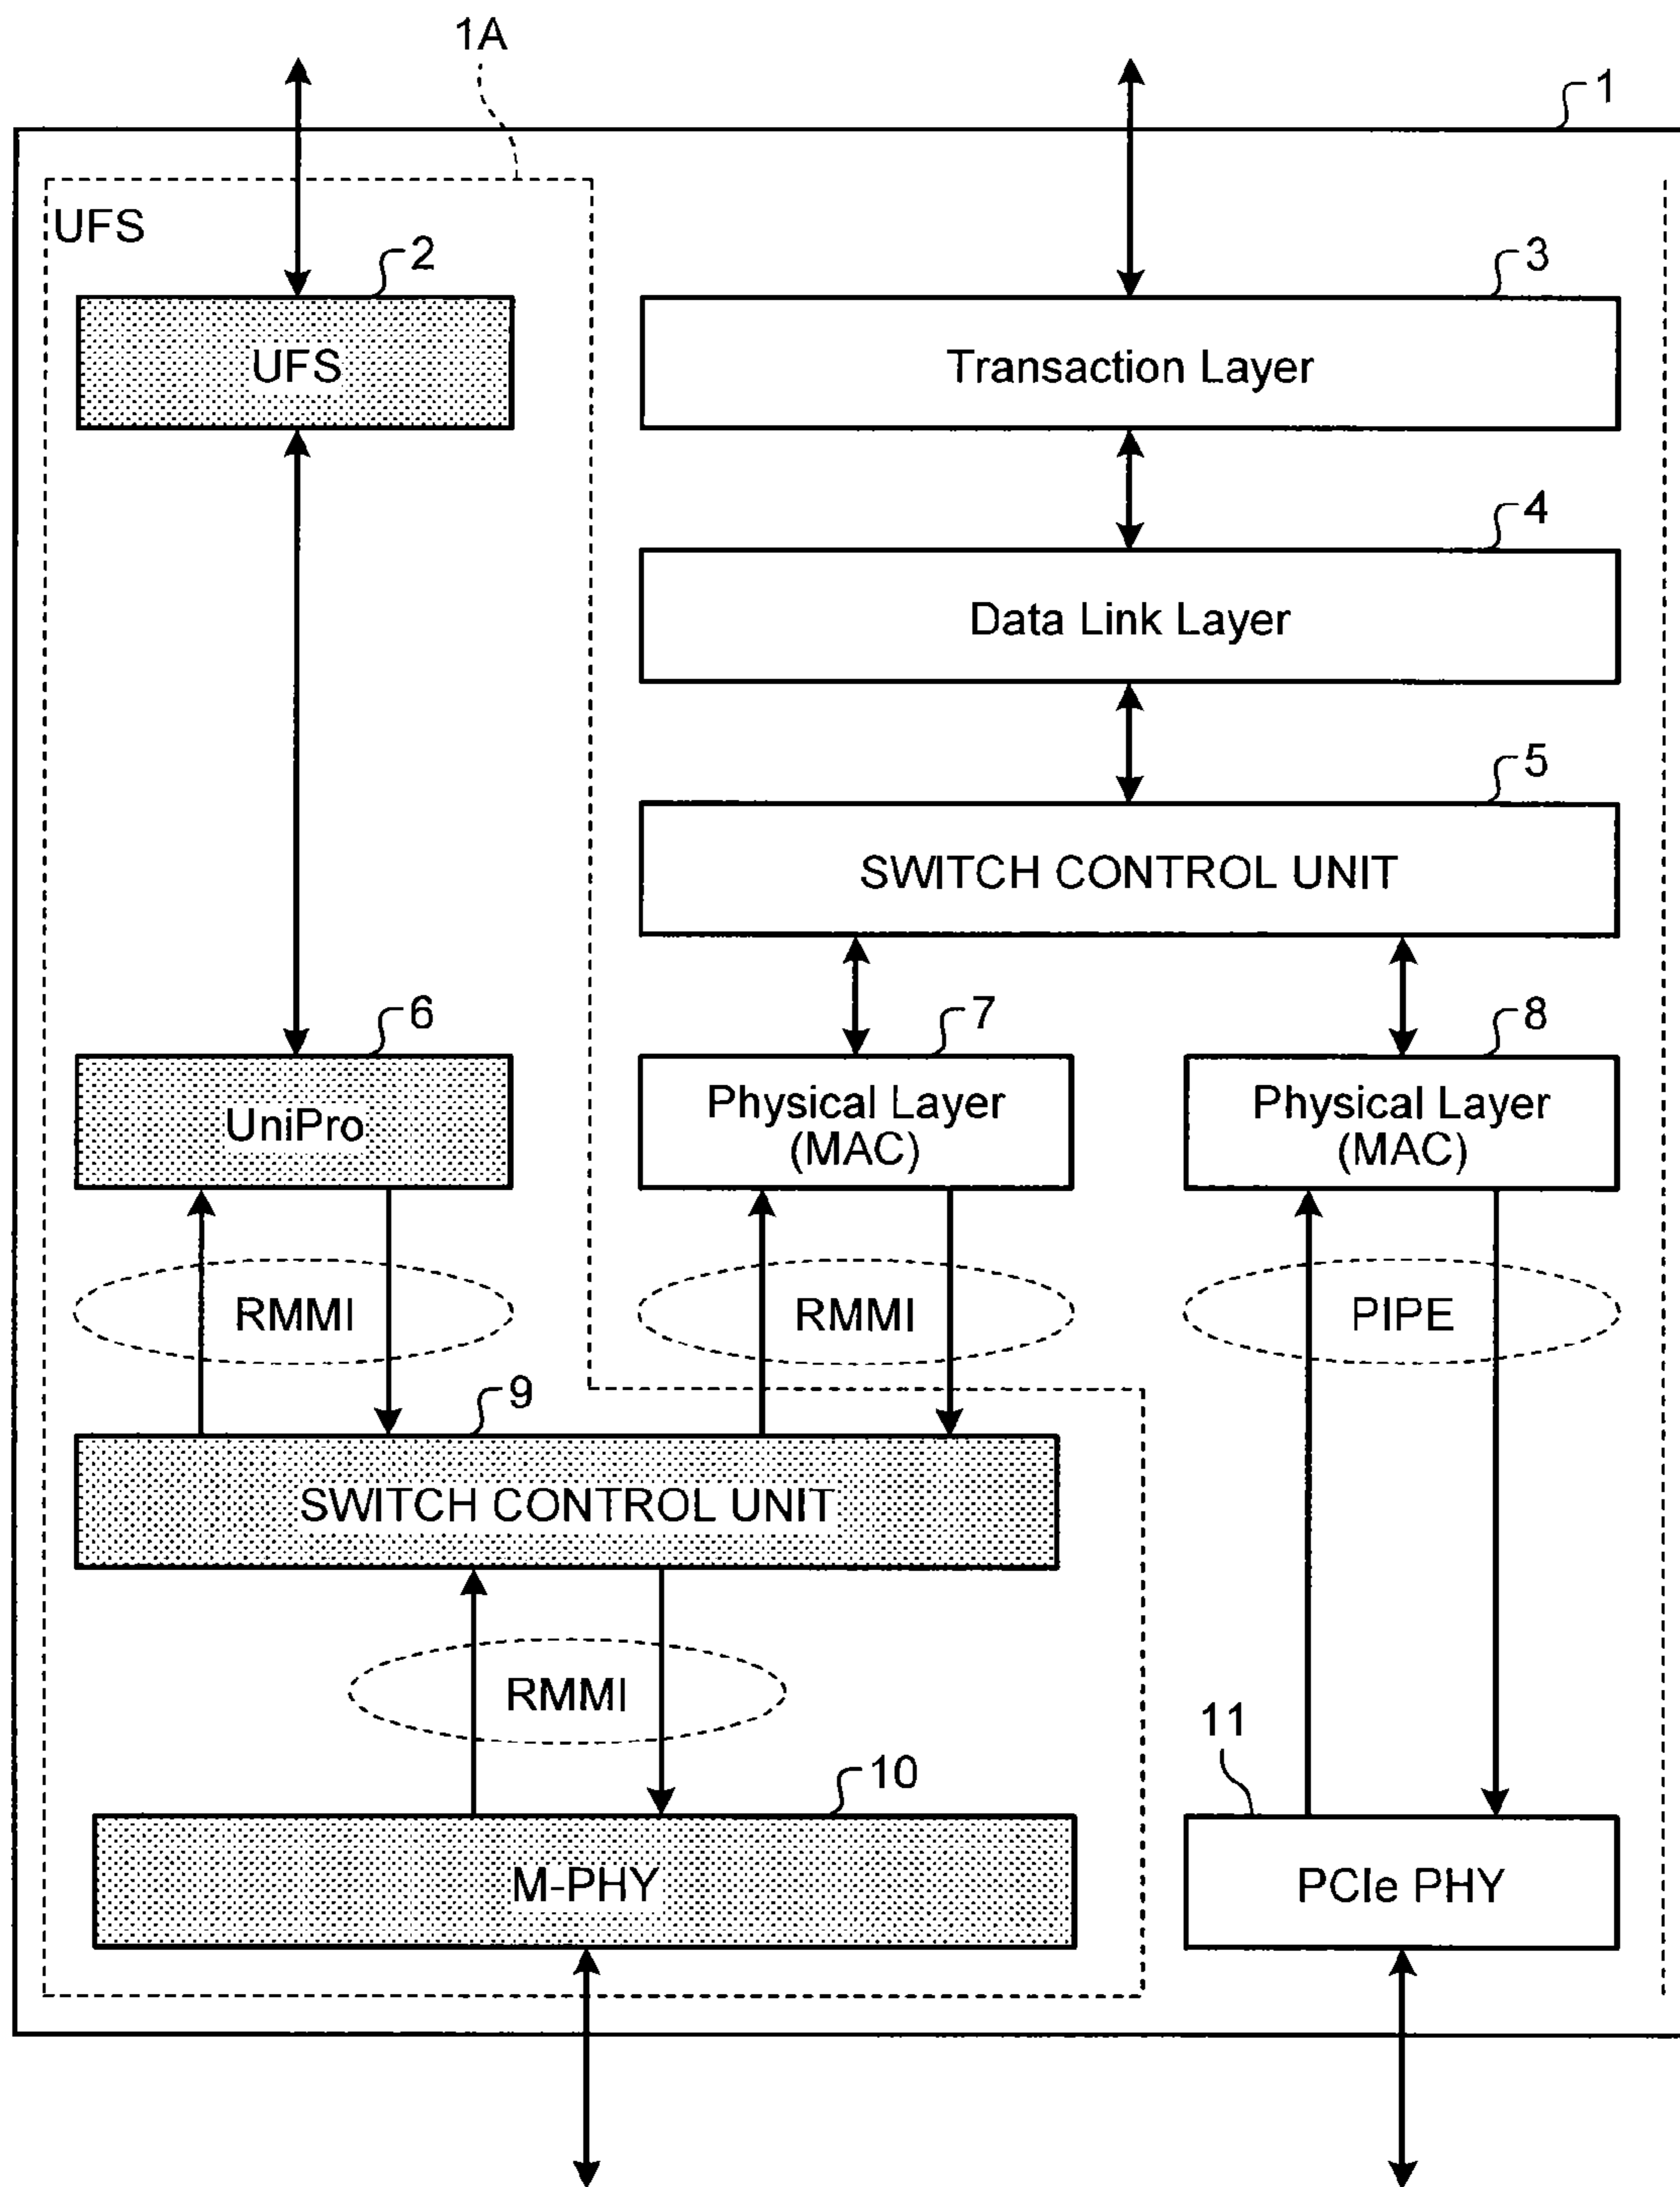 1A
1
UFS
2
3
UFS
Transaction Layer
4
Data Link Layer
5
SWITCH CONTROL UNIT
6
7
8
UniPro
Physical Layer
(MAC)
Physical Layer
(MAC)
RMMI
RMMI
PIPE
9
SWITCH CONTROL UNIT
RMMI
10
11
M-PHY
PCIe PHY